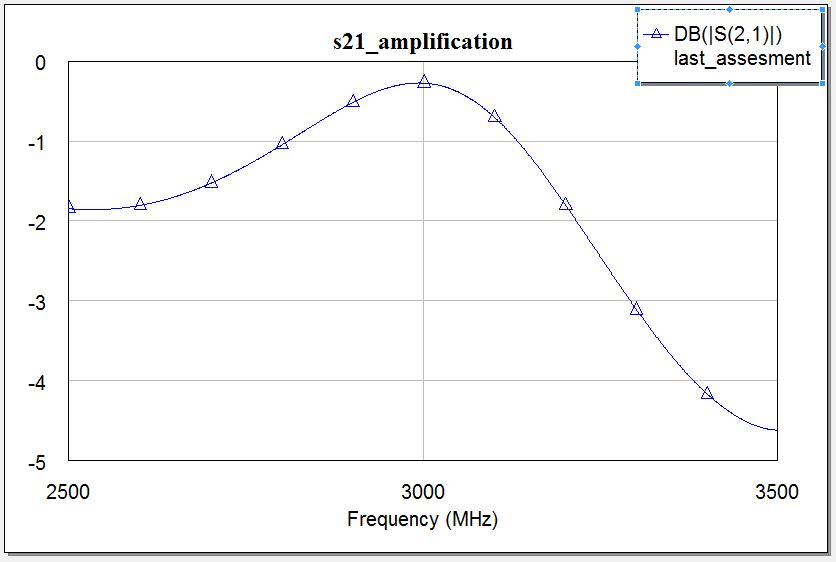 s21_amplification
DB(|S(2,1)|)
last_assesment
0
-1
-2
-3
-4
-5
2500
3000
3500
Frequency (MHz)